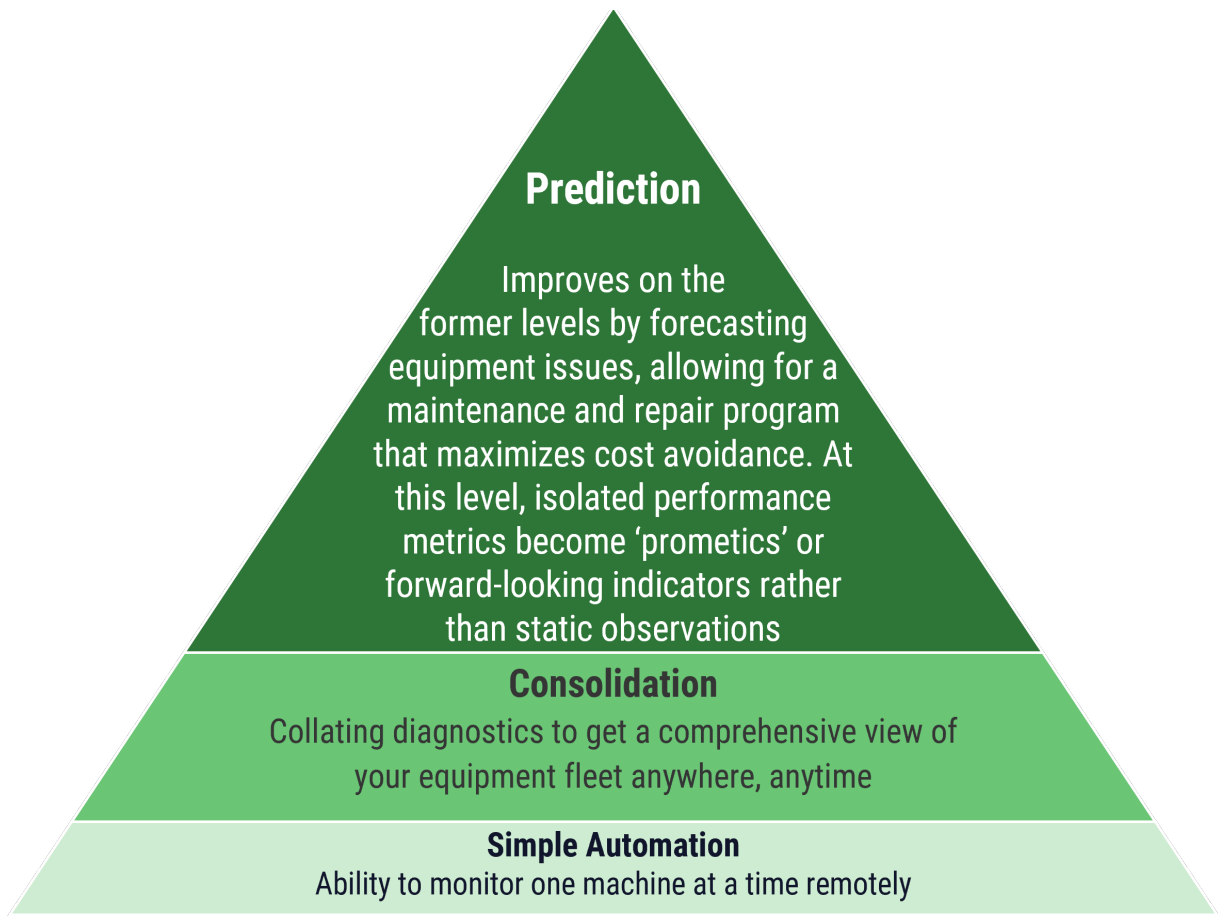 Prediction
Improves on the
former levels by forecasting
equipment issues, allowing for a
maintenance and repair program
that maximizes cost avoidance. At
this level, isolated performance
metrics become ‘prometics’ or
forward-looking indicators rather
than static observations
Consolidation
Collating diagnostics to get a comprehensive view of
your equipment fleet anywhere, anytime
Simple Automation
Ability to monitor one machine at a time remotely